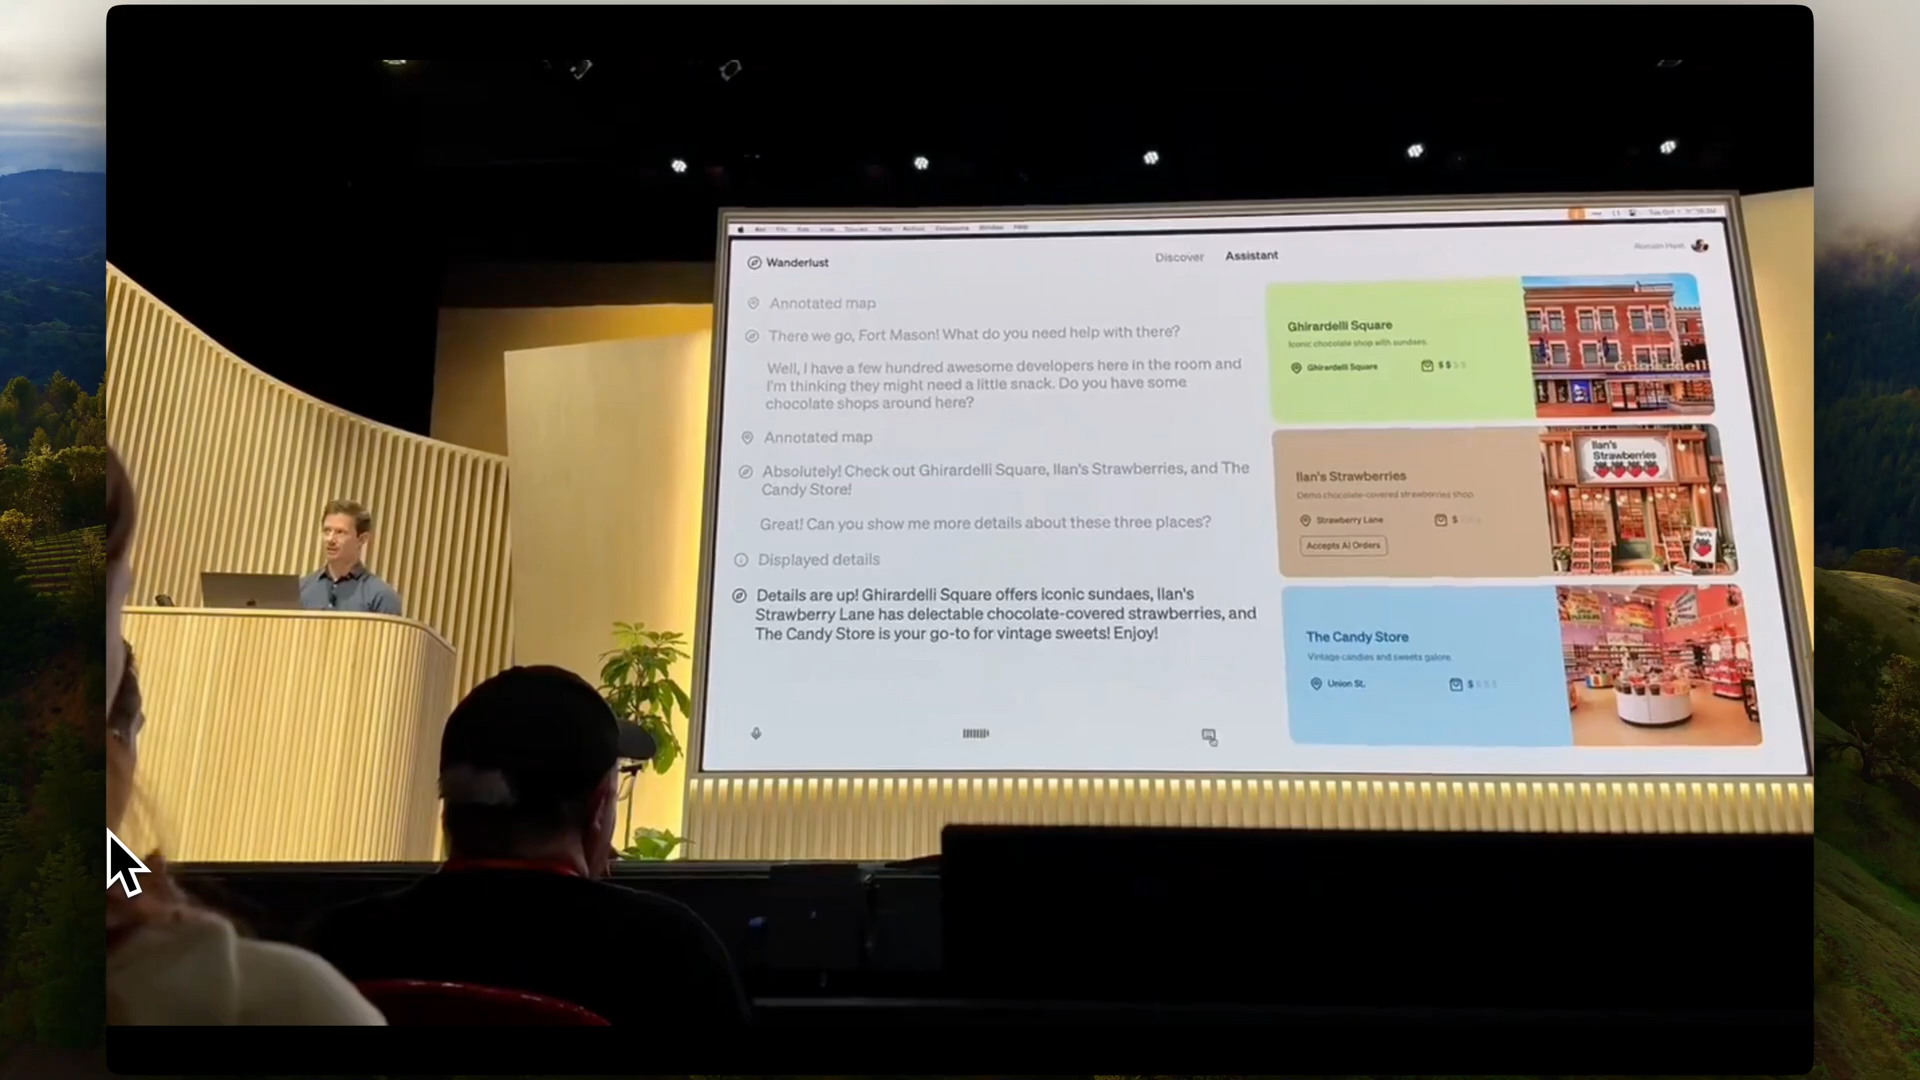 Wanderlust
Discover
Assistant
Annotated map
There we go, Fort Mason! What do you need help with there?
Well, I have a few hundred awesome developers here in the room and
I'm thinking they might need a little snack. Do you have some
chocolate shops around here?
Annotated map
Absolutely! Check out Ghirardelli Square, Ilan's Strawberries, and The
Candy Store!
Great! Can you show me more details about these three places?
Displayed details
Details are up! Ghirardelli Square offers iconic sundaes, Ilan's
Strawberry Lane has delectable chocolate-covered strawberries, and
The Candy Store is your go-to for vintage sweets! Enjoy!
Ghirardelli Square
Iconic chocolate shop with sundaes.
Ghirardelli Square
$$$$
Ghirardelli
Ilan's Strawberries
Demo chocolate-covered strawberries shop.
Strawberry Lane
$$$$
Accepts AI Orders
Ilan's
Strawberries
The Candy Store
Vintage candies and sweets galore.
Union St.
$$$$